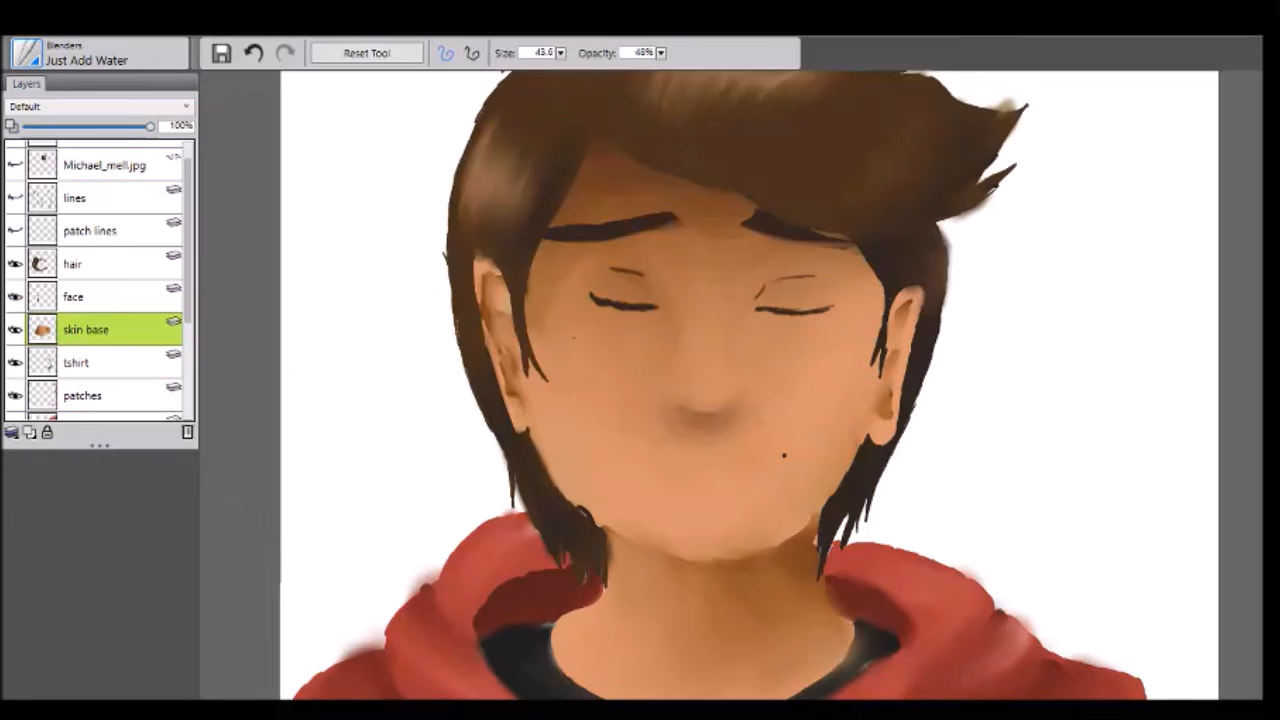 Blenders
Just Add Water
Reset Tool
Size: 43.6
Opacity: 48%
Layers
Default
100%
Michael_mell.jpg
lines
patch lines
hair
face
skin base
tshirt
patches